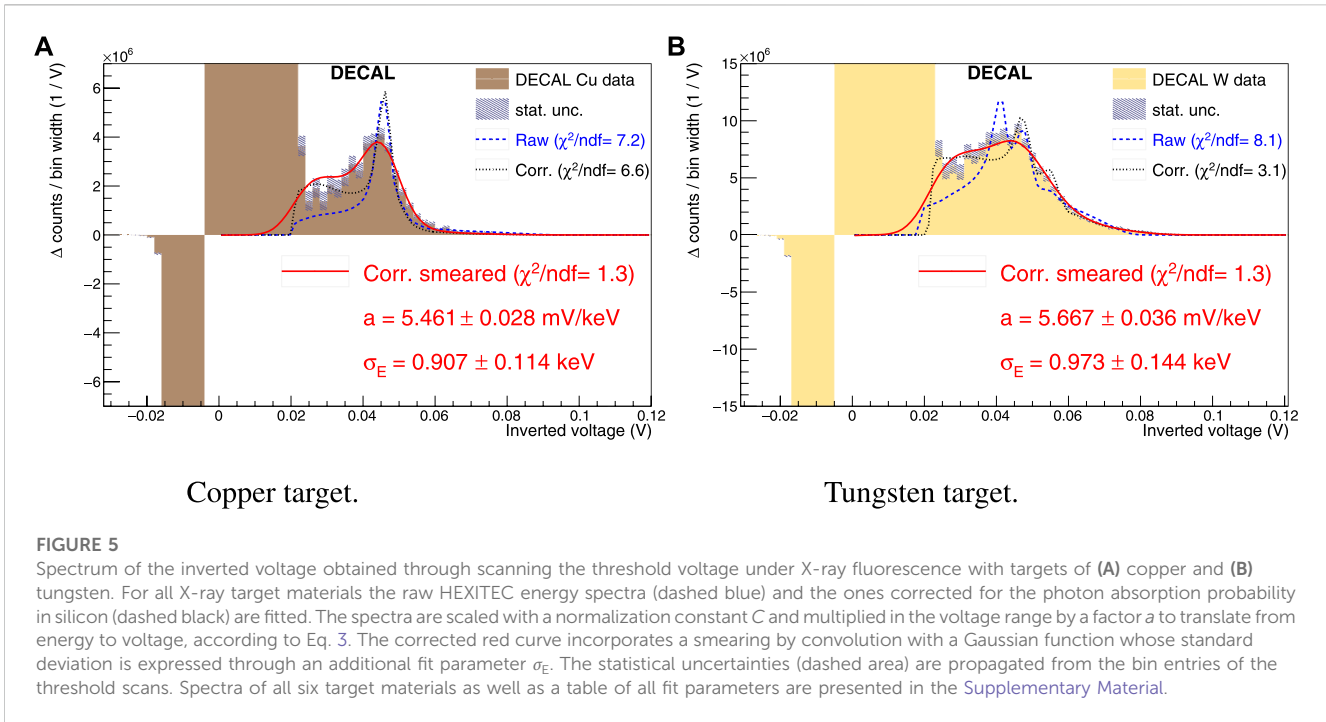 A
×10⁶
DECAL
DECAL Cu data
stat. unc.
Raw (χ²/ndf= 7.2)
Corr. (χ²/ndf= 6.6)
Δ counts / bin width (1 / V)
6
4
2
0
−2
−4
−6
Corr. smeared (χ²/ndf= 1.3)
a = 5.461 ± 0.028 mV/keV
σE = 0.907 ± 0.114 keV
−0.02 0 0.02 0.04 0.06 0.08 0.1 0.12
Inverted voltage (V)
Copper target.
B
×10⁶
DECAL
DECAL W data
stat. unc.
Raw (χ²/ndf= 8.1)
Corr. (χ²/ndf= 3.1)
Δ counts / bin width (1 / V)
15
10
5
0
−5
−10
−15
Corr. smeared (χ²/ndf= 1.3)
a = 5.667 ± 0.036 mV/keV
σE = 0.973 ± 0.144 keV
−0.02 0 0.02 0.04 0.06 0.08 0.1 0.12
Inverted voltage (V)
Tungsten target.
FIGURE 5
Spectrum of the inverted voltage obtained through scanning the threshold voltage under X-ray fluorescence with targets of (A) copper and (B)
tungsten. For all X-ray target materials the raw HEXITEC energy spectra (dashed blue) and the ones corrected for the photon absorption probability
in silicon (dashed black) are fitted. The spectra are scaled with a normalization constant C and multiplied in the voltage range by a factor a to translate from
energy to voltage, according to Eq. 3. The corrected red curve incorporates a smearing by convolution with a Gaussian function whose standard
deviation is expressed through an additional fit parameter σE. The statistical uncertainties (dashed area) are propagated from the bin entries of the
threshold scans. Spectra of all six target materials as well as a table of all fit parameters are presented in the Supplementary Material.